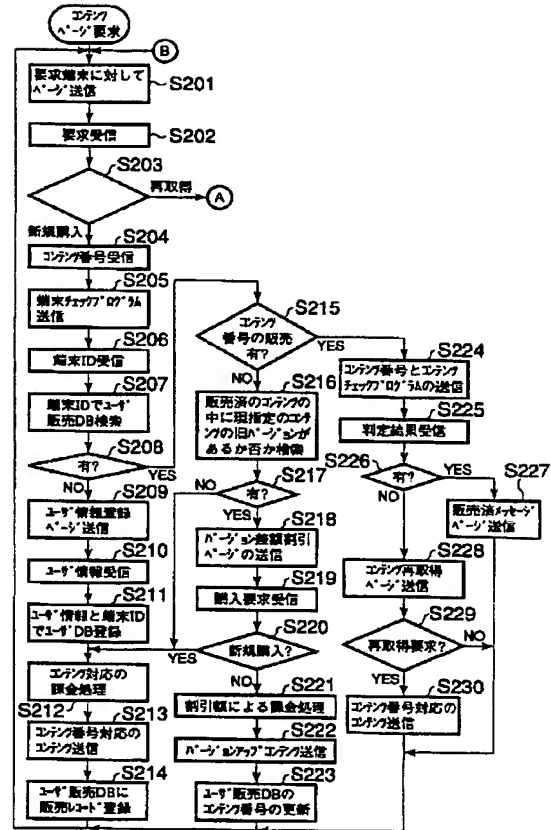 コンテンツ
ページ要求
B
要求端末に対して
ページ送信
S201
要求受信
S202
S203
再取得
A
新規購入
S204
コンテンツ番号受信
S205
端末チェックプログラム
送信
S206
端末ID受信
S207
端末IDでユーザ
販売DB検索
S208
有?
YES
NO
S209
ユーザ情報登録
ページ送信
S210
ユーザ情報受信
S211
ユーザ情報と端末ID
でユーザDB登録
コンテンツ対応の
課金処理
S212
S213
コンテンツ番号対応の
コンテンツ送信
S214
ユーザ販売DBに
販売レコード登録
S215
コンテンツ
番号の販売
有?
YES
NO
S216
販売済のコンテンツの
中に現指定のコンテ
ンツの旧バージョンが
あるか否か検索
S217
有?
NO
YES
S218
バージョン差額割引
ページの送信
S219
購入要求受信
S220
新規購入?
YES
NO
S221
割引額による課金処理
S222
バージョンアップコンテンツ送信
S223
ユーザ販売DBの
コンテンツ番号の更新
S224
コンテンツ番号とコンテンツ
チェックプログラムの送信
S225
判定結果受信
S226
有?
YES
NO
S227
販売済メッセージ
ページ送信
S228
コンテンツ再取得
ページ送信
S229
再取得要求?
NO
YES
S230
コンテンツ番号対応の
コンテンツ送信